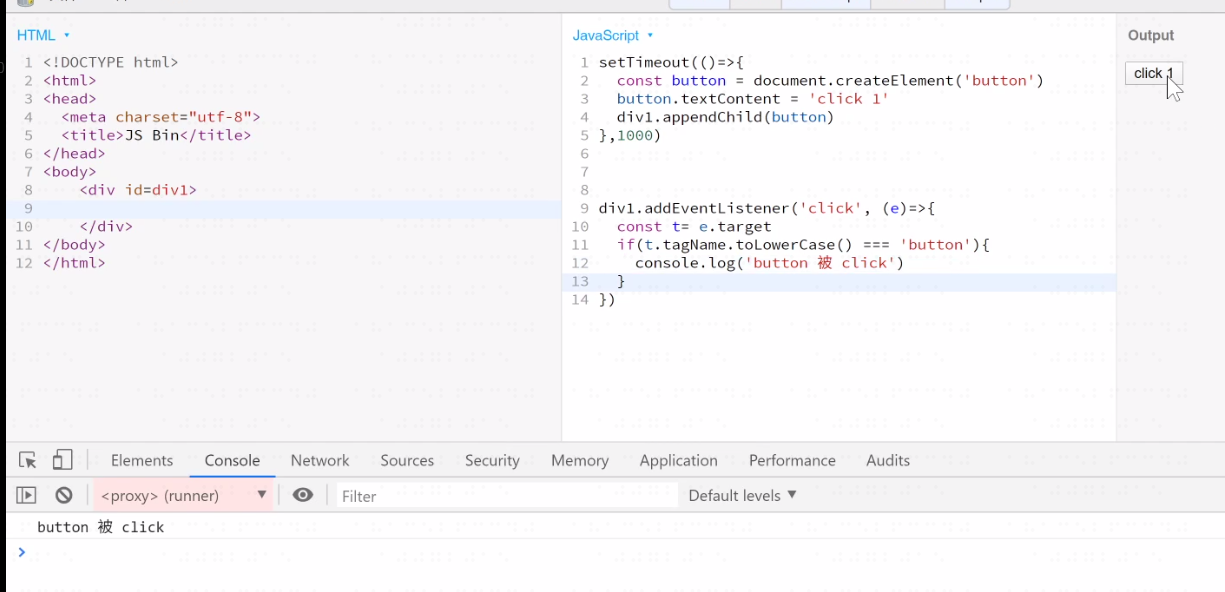 HTML
1 <!DOCTYPE html>
2 <html>
3 <head>
4 <meta charset="utf-8">
5 <title>JS Bin</title>
6 </head>
7 <body>
8 <div id=div1>
9
10 </div>
11 </body>
12 </html>
JavaScript
1 setTimeout(()=>{
2 const button = document.createElement('button')
3 button.textContent = 'click 1'
4 div1.appendChild(button)
5 },1000)
6
7
8
9 div1.addEventListener('click', (e)=>{
10 const t= e.target
11 if(t.tagName.toLowerCase() === 'button'){
12 console.log('button 被 click')
13 }
14 })
Output
click 1
Elements Console Network Sources Security Memory Application Performance Audits
<proxy> (runner) ▼ Filter Default levels ▼
button 被 click
>